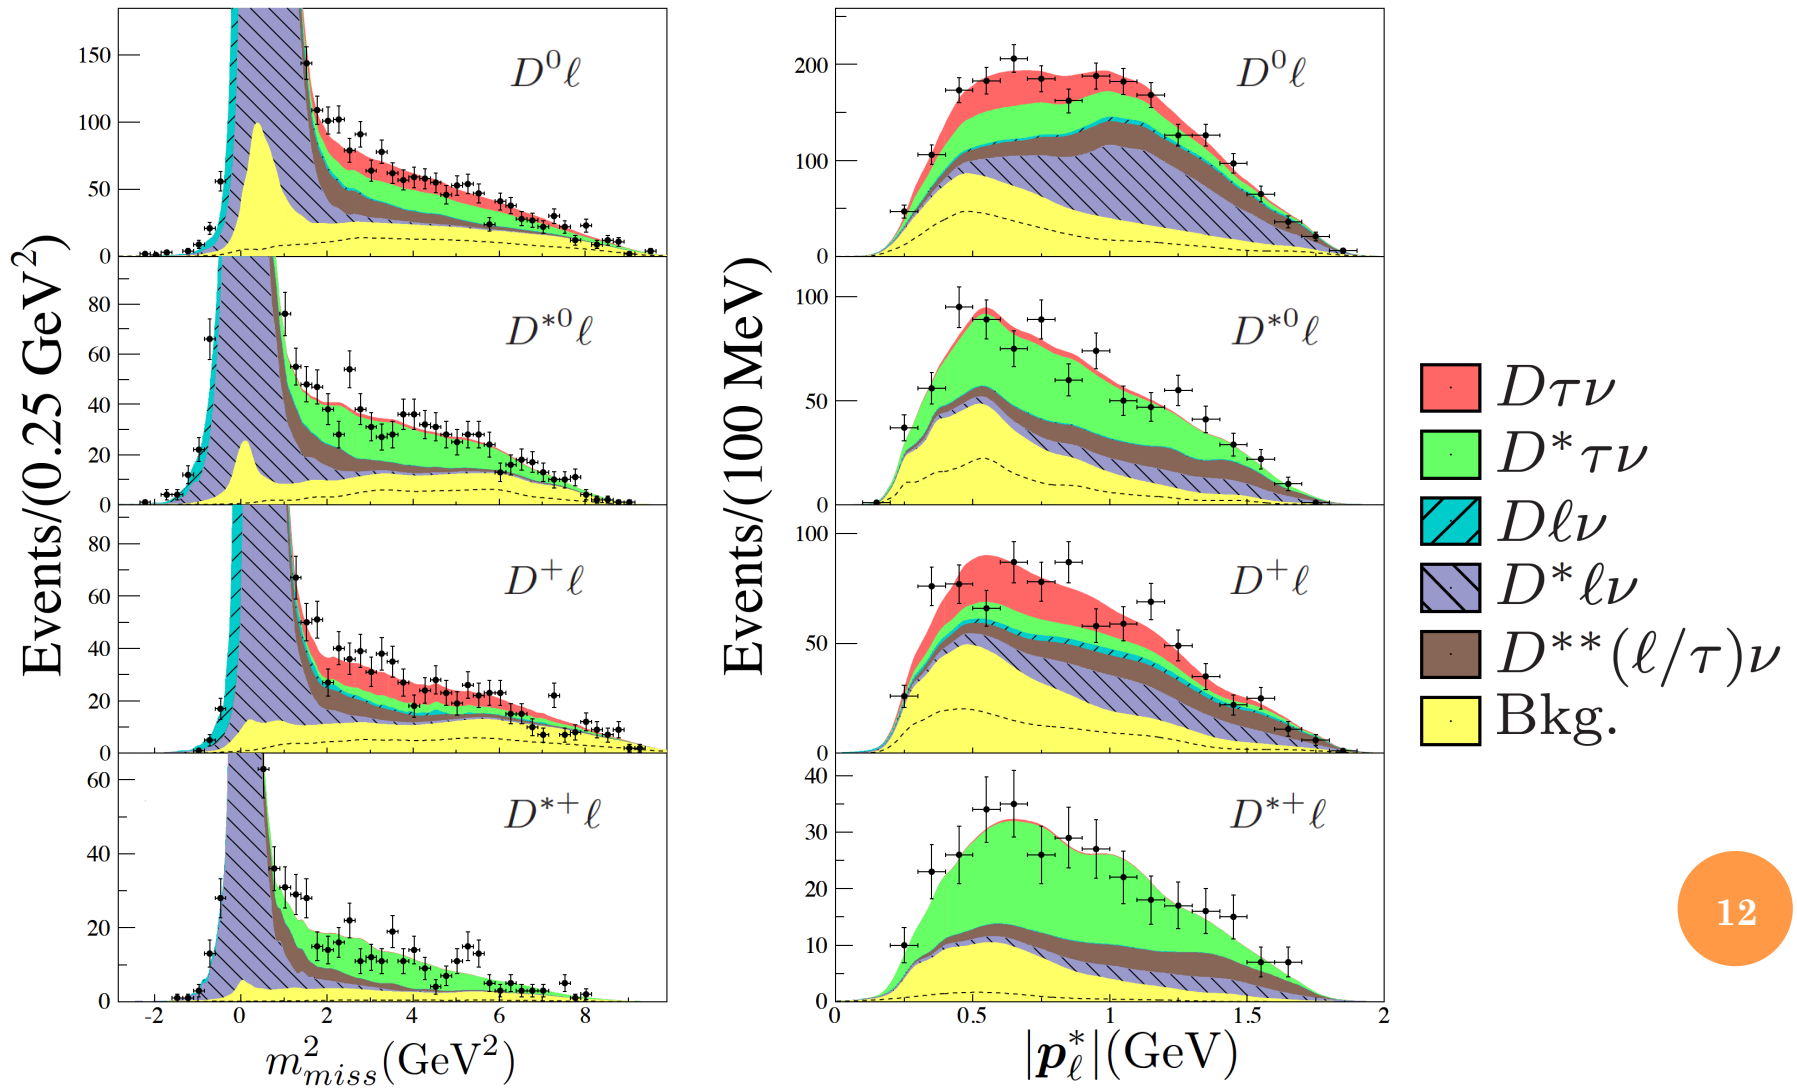 Events/(0.25 GeV²)
150
100
50
0
D⁰ℓ
80
60
40
20
0
D*⁰ℓ
80
60
40
20
0
D⁺ℓ
60
40
20
0
D*⁺ℓ
-2 0 2 4 6 8
m²miss(GeV²)
Events/(100 MeV)
200
100
0
D⁰ℓ
100
50
0
D*⁰ℓ
100
50
0
D⁺ℓ
40
30
20
10
0
D*⁺ℓ
0 0.5 1 1.5 2
|p*ℓ|(GeV)
Dτν
D*τν
Dℓν
D*ℓν
D**(ℓ/τ)ν
Bkg.
12